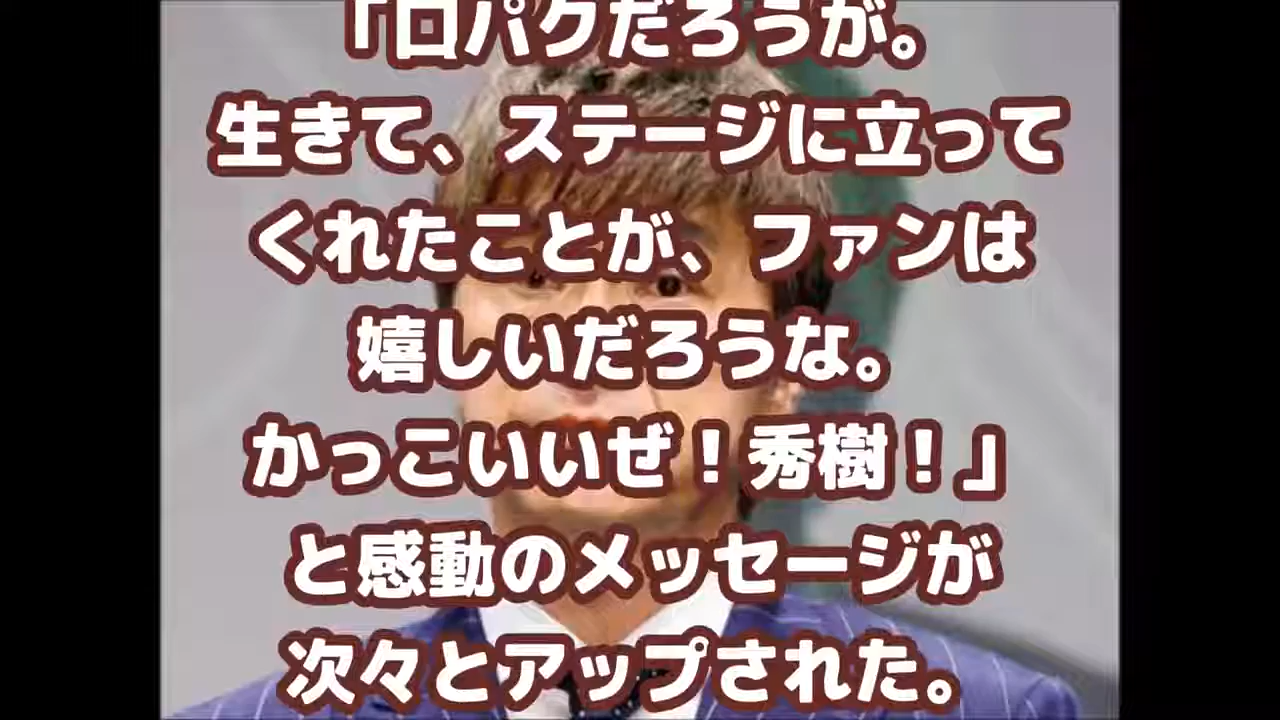 「口パクだろうが。
生きて、ステージに立って
くれたことが、ファンは
嬉しいだろうな。
かっこいいぜ！秀樹！」
と感動のメッセージが
次々とアップされた。